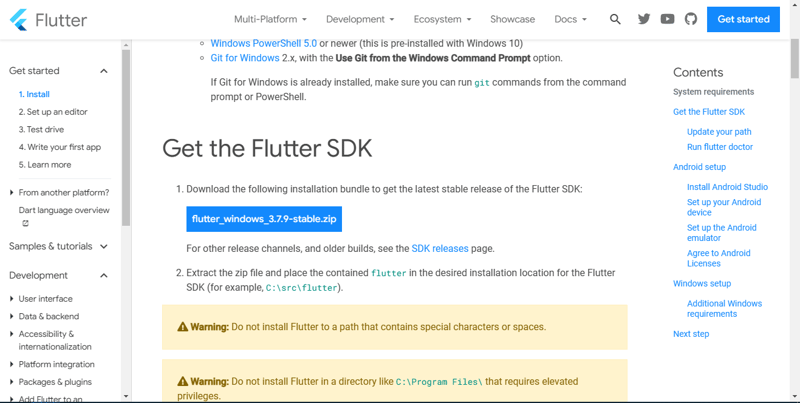 Flutter
Multi-Platform
Development
Ecosystem
Showcase
Docs
Get started
Get started
1. Install
2. Set up an editor
3. Test drive
4. Write your first app
5. Learn more
From another platform?
Dart language overview
Samples & tutorials
Development
User interface
Data & backend
Accessibility &
internationalization
Platform integration
Packages & plugins
Add Flutter to an
Windows PowerShell 5.0 or newer (this is pre-installed with Windows 10)
Git for Windows 2.x, with the Use Git from the Windows Command Prompt option.
If Git for Windows is already installed, make sure you can run git commands from the command
prompt or PowerShell.
Get the Flutter SDK
1. Download the following installation bundle to get the latest stable release of the Flutter SDK:
flutter_windows_3.7.9-stable.zip
For other release channels, and older builds, see the SDK releases page.
2. Extract the zip file and place the contained flutter in the desired installation location for the Flutter
SDK (for example, C:\src\flutter).
Warning: Do not install Flutter to a path that contains special characters or spaces.
Warning: Do not install Flutter in a directory like C:\Program Files\ that requires elevated
privileges.
Contents
System requirements
Get the Flutter SDK
Update your path
Run flutter doctor
Android setup
Install Android Studio
Set up your Android
device
Set up the Android
emulator
Agree to Android
Licenses
Windows setup
Additional Windows
requirements
Next step